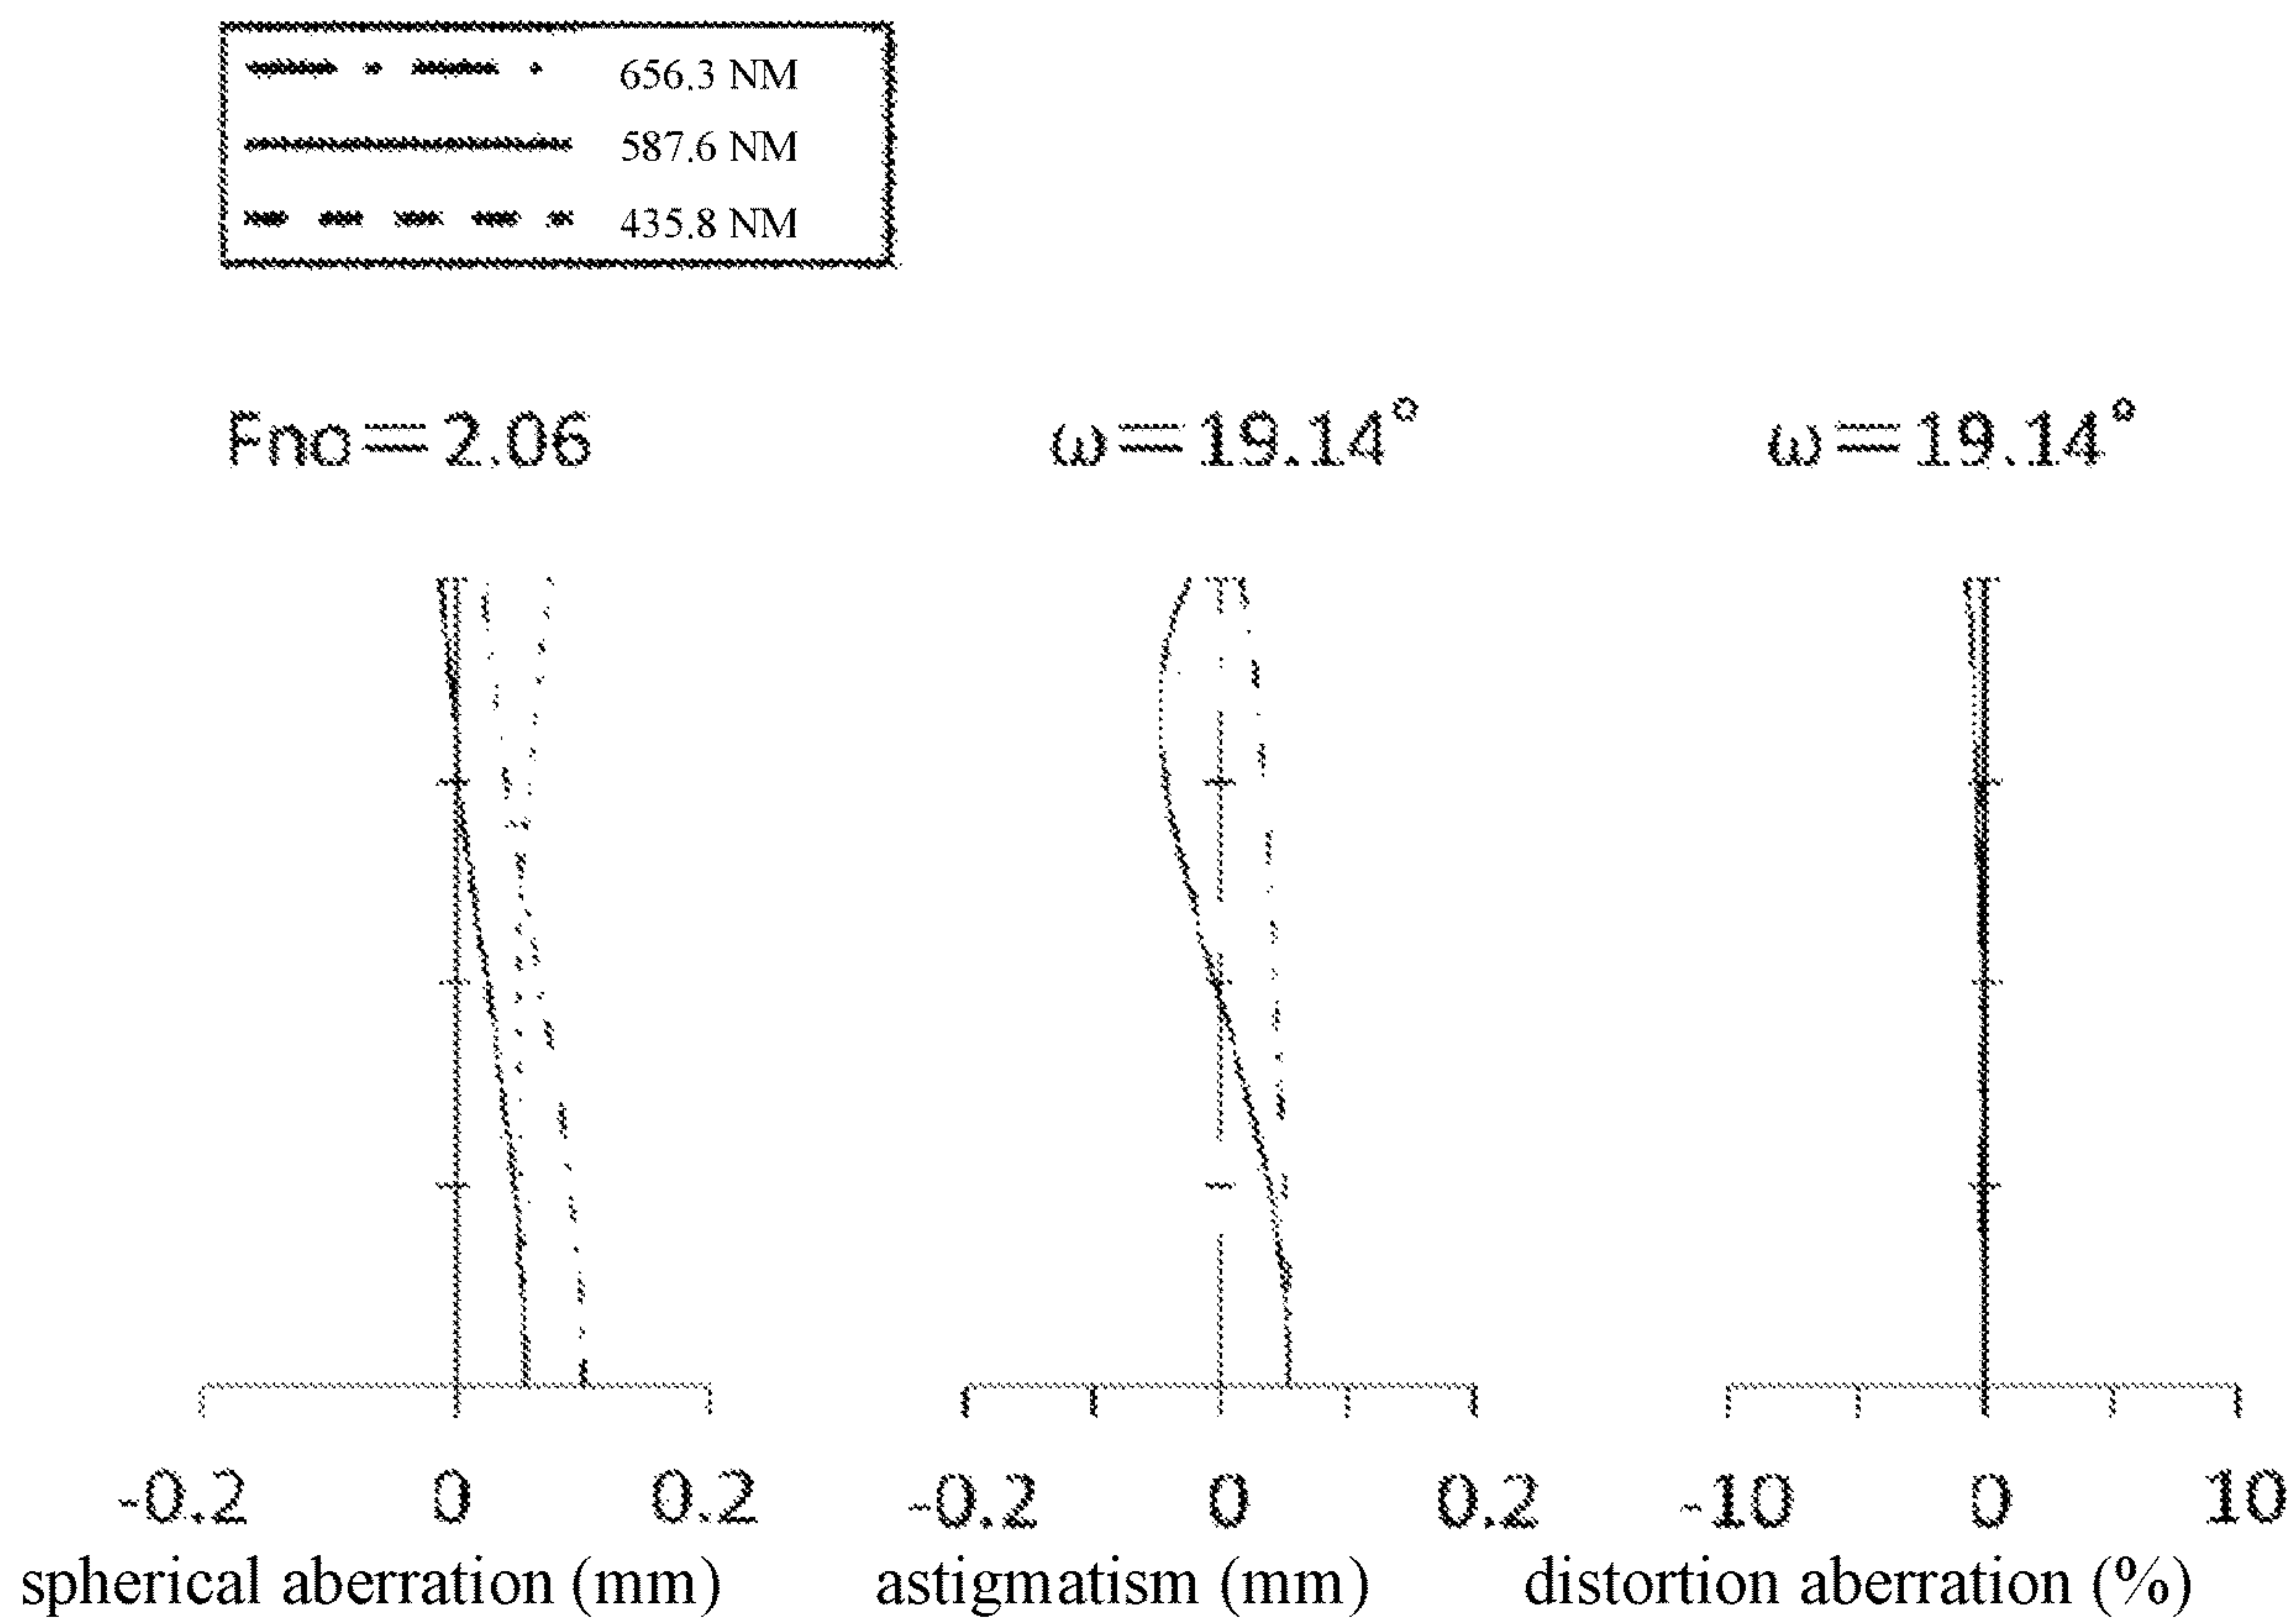 656.3 NM
587.6 NM
435.8 NM
Fno=2.06
ω=19.14°
ω=19.14°
-0.2 0 0.2
spherical aberration (mm)
-0.2 0 0.2
astigmatism (mm)
-10 0 10
distortion aberration (%)